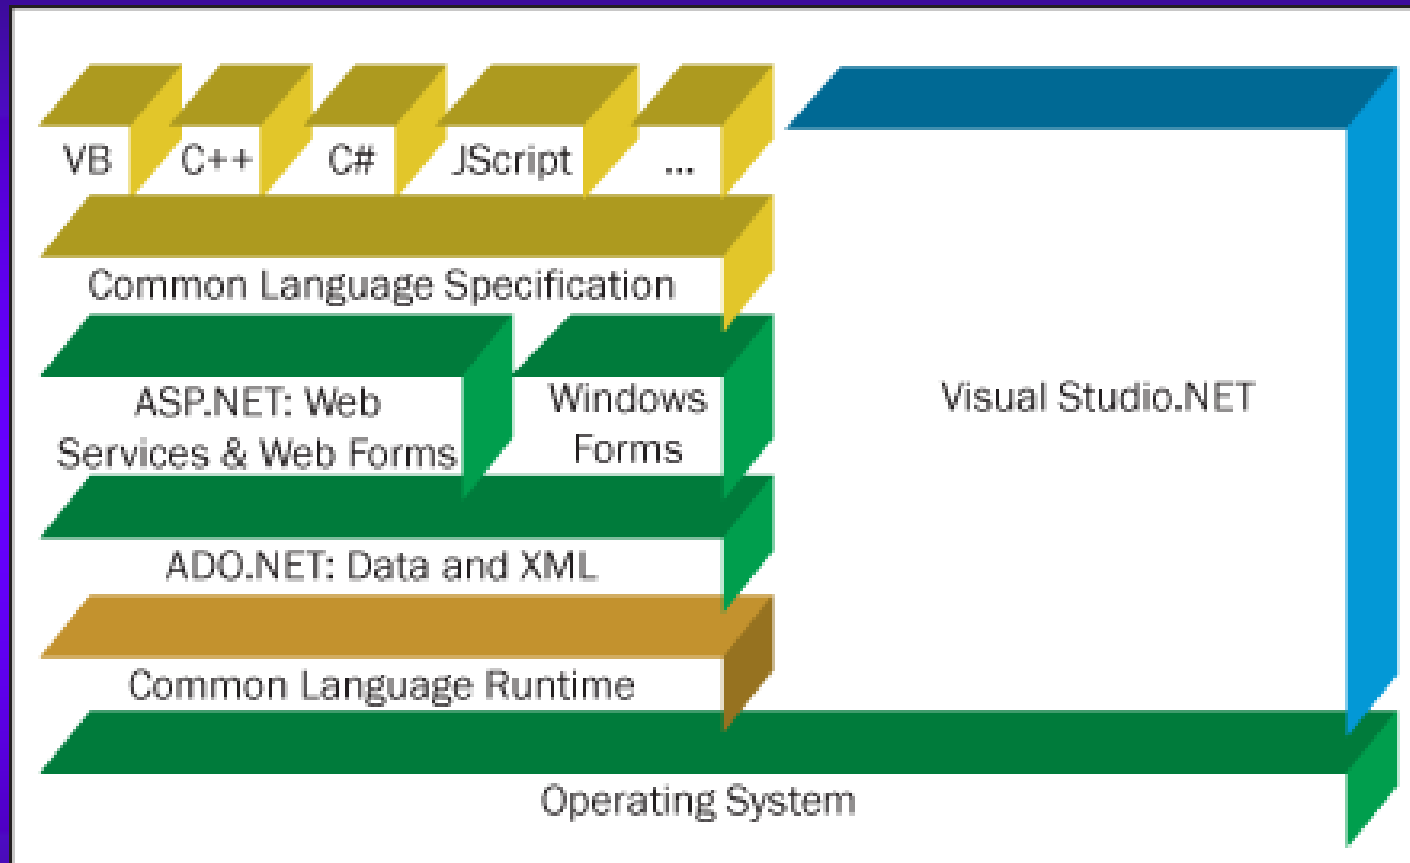 VB C++ C# JScript ...
Common Language Specification
ASP.NET: Web
Services & Web Forms
Windows
Forms
Visual Studio.NET
ADO.NET: Data and XML
Common Language Runtime
Operating System